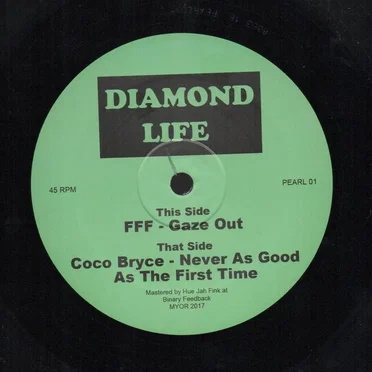 DIAMOND
LIFE
45 RPM
PEARL 01
This Side
FFF - Gaze Out
That Side
Coco Bryce - Never As Good
As The First Time
Mastered by Hue Jah Fink at
Binary Feedback
MYOR 2017